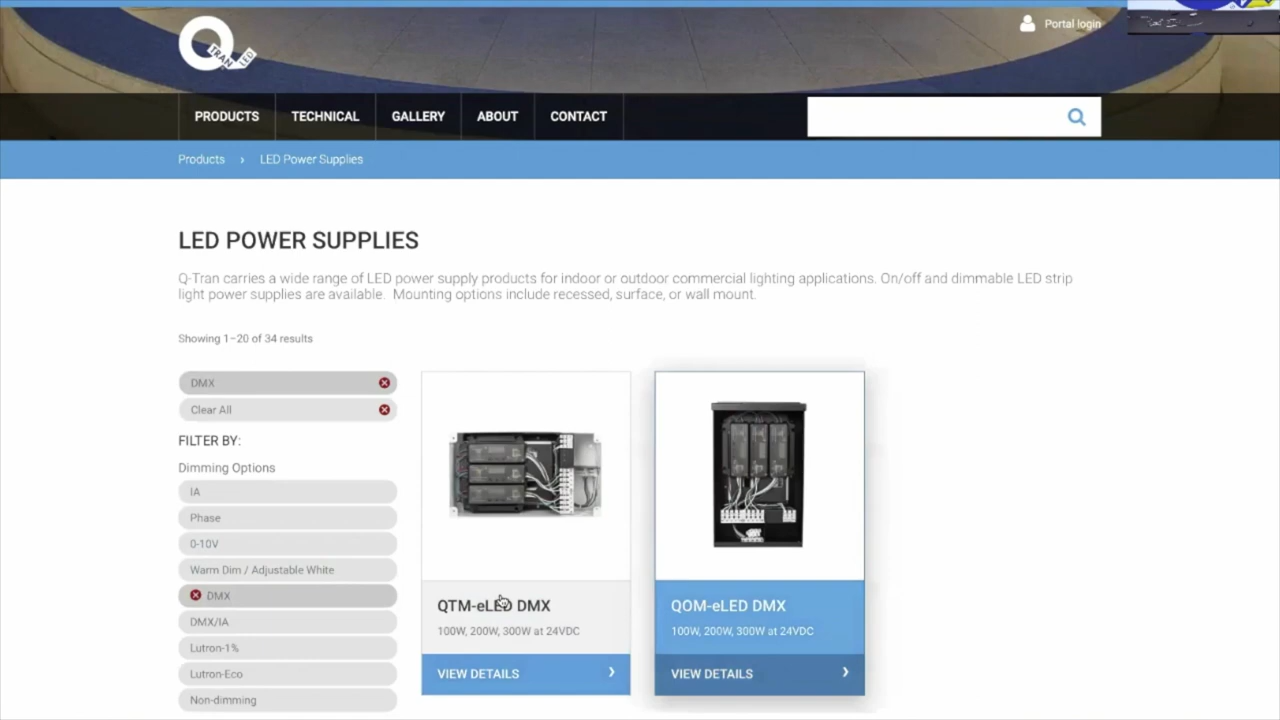 Q
TRAN LED
Portal login
PRODUCTS
TECHNICAL
GALLERY
ABOUT
CONTACT
Products › LED Power Supplies
LED POWER SUPPLIES
Q-Tran carries a wide range of LED power supply products for indoor or outdoor commercial lighting applications. On/off and dimmable LED strip
light power supplies are available. Mounting options include recessed, surface, or wall mount.
Showing 1–20 of 34 results
DMX
Clear All
FILTER BY:
Dimming Options
IA
Phase
0-10V
Warm Dim / Adjustable White
DMX
DMX/IA
Lutron-1%
Lutron-Eco
Non-dimming
QTM-eLED DMX
100W, 200W, 300W at 24VDC
VIEW DETAILS ›
QOM-eLED DMX
100W, 200W, 300W at 24VDC
VIEW DETAILS ›